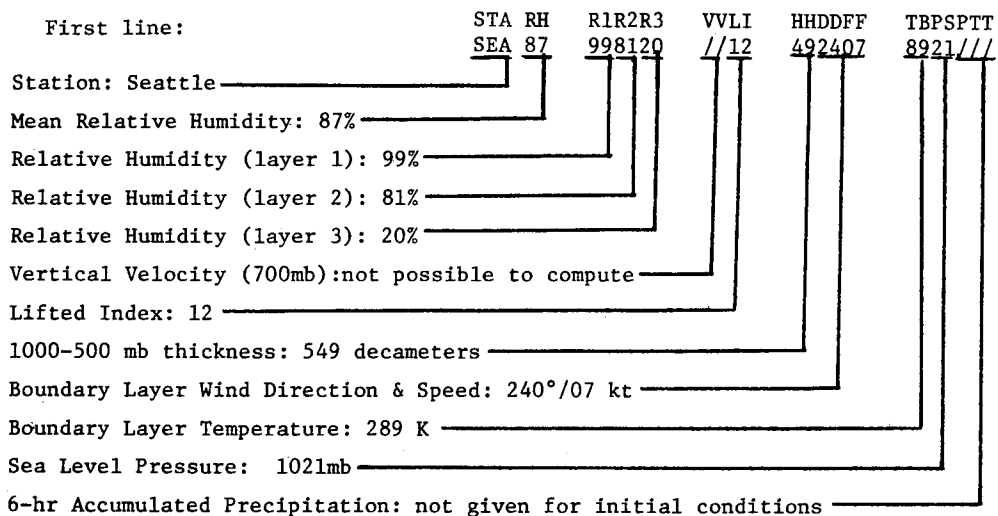 First line: STA RH R1R2R3 VVLI HHDDFF TBPSPTT
SEA 87 998120 //12 492407 8921///
Station: Seattle
Mean Relative Humidity: 87%
Relative Humidity (layer 1): 99%
Relative Humidity (layer 2): 81%
Relative Humidity (layer 3): 20%
Vertical Velocity (700mb):not possible to compute
Lifted Index: 12
1000-500 mb thickness: 549 decameters
Boundary Layer Wind Direction & Speed: 240°/07 kt
Boundary Layer Temperature: 289 K
Sea Level Pressure: 1021mb
6-hr Accumulated Precipitation: not given for initial conditions